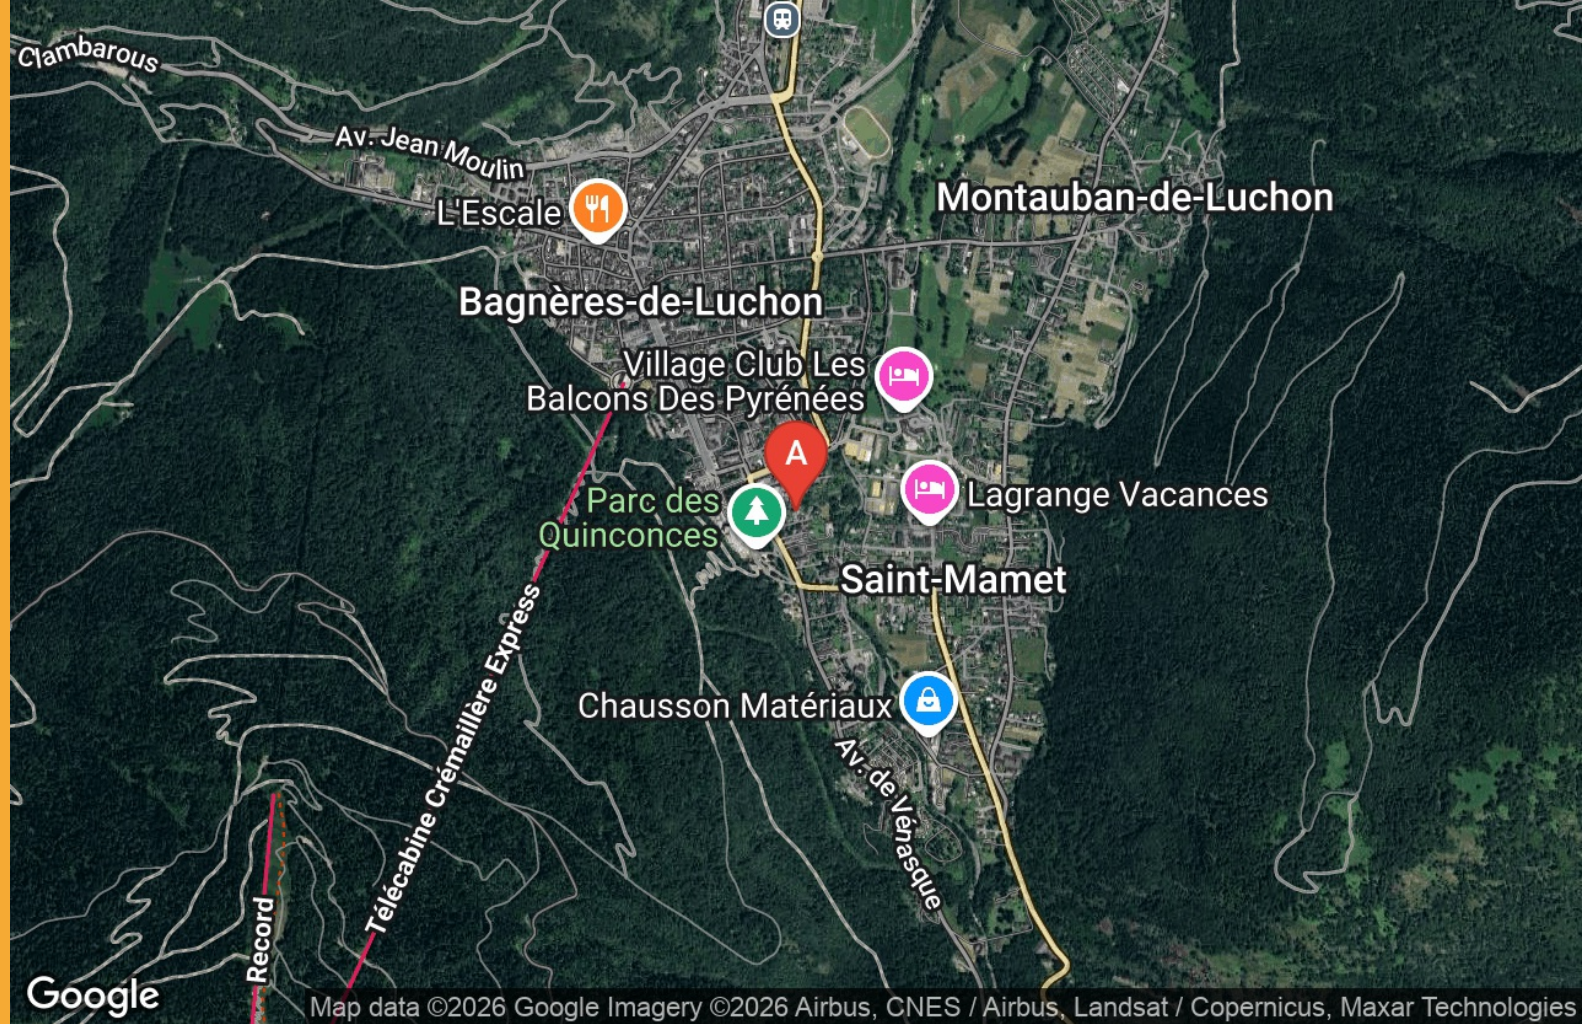 Clambarous
Av. Jean Moulin
L'Escale
Montauban-de-Luchon
Bagnères-de-Luchon
Village Club Les
Balcons Des Pyrénées
A
Parc des
Quinconces
Lagrange Vacances
Saint-Mamet
Télécabine Crémaillère Express
Chausson Matériaux
Av. de Vénasque
Record
Google
Map data ©2026 Google Imagery ©2026 Airbus, CNES / Airbus, Landsat / Copernicus, Maxar Technologies